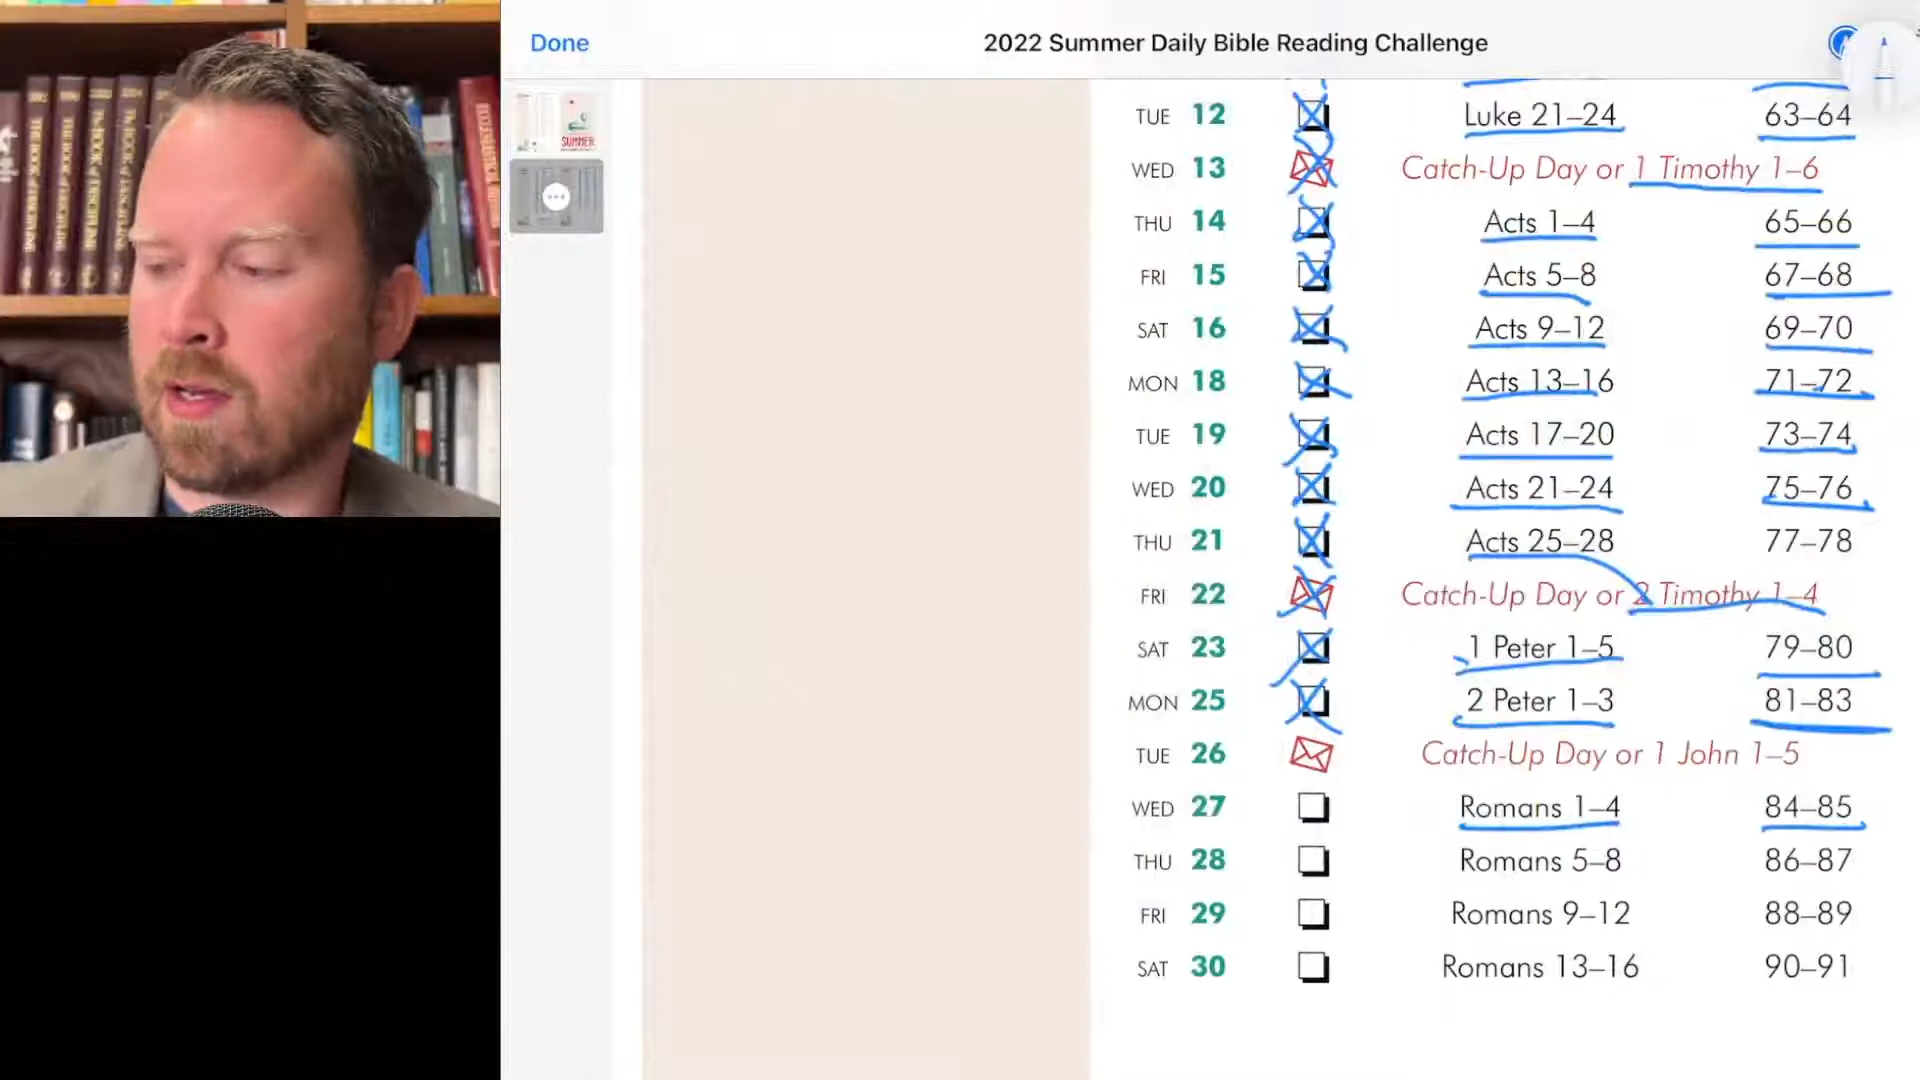 Done
2022 Summer Daily Bible Reading Challenge
SUMMER
TUE 12 Luke 21–24 63–64
WED 13 Catch-Up Day or 1 Timothy 1–6
THU 14 Acts 1–4 65–66
FRI 15 Acts 5–8 67–68
SAT 16 Acts 9–12 69–70
MON 18 Acts 13–16 71–72
TUE 19 Acts 17–20 73–74
WED 20 Acts 21–24 75–76
THU 21 Acts 25–28 77–78
FRI 22 Catch-Up Day or 2 Timothy 1–4
SAT 23 1 Peter 1–5 79–80
MON 25 2 Peter 1–3 81–83
TUE 26 Catch-Up Day or 1 John 1–5
WED 27 Romans 1–4 84–85
THU 28 Romans 5–8 86–87
FRI 29 Romans 9–12 88–89
SAT 30 Romans 13–16 90–91